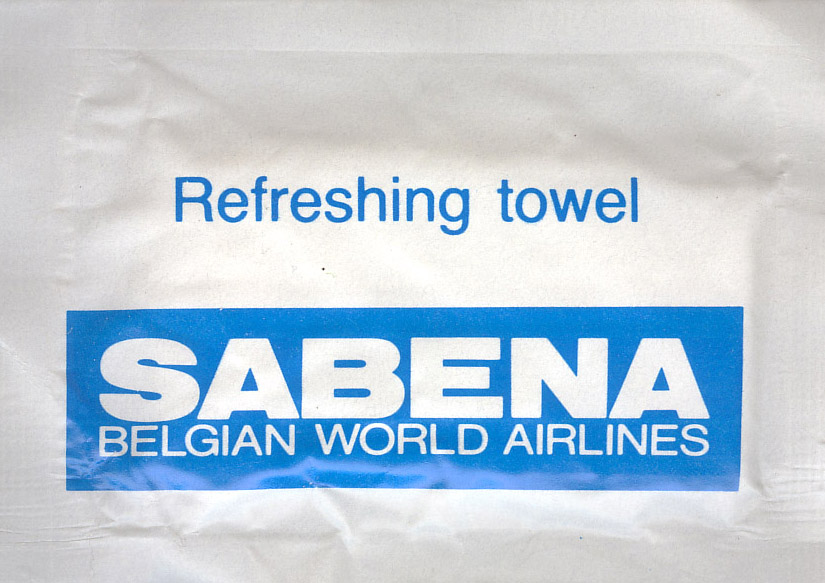 Refreshing towel
SABENA
BELGIAN WORLD AIRLINES